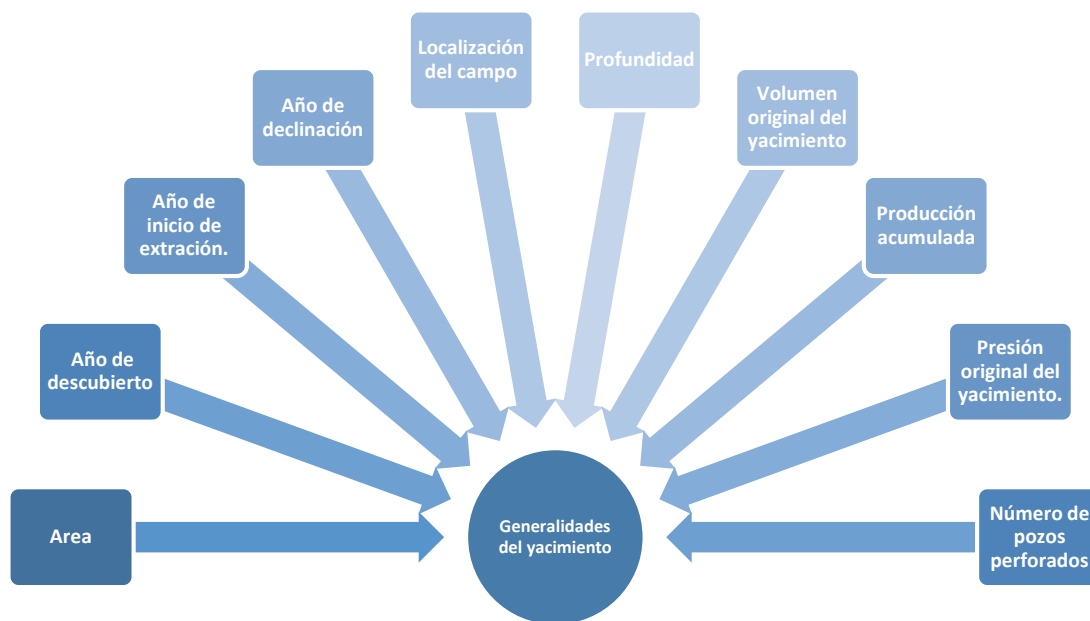 Localización
del campo
Profundidad
Año de
declinación
Volumen
original del
yacimiento
Año de
inicio de
extración.
Producción
acumulada
Año de
descubierto
Presión
original del
yacimiento.
Area
Generalidades
del yacimiento
Número de
pozos
perforados